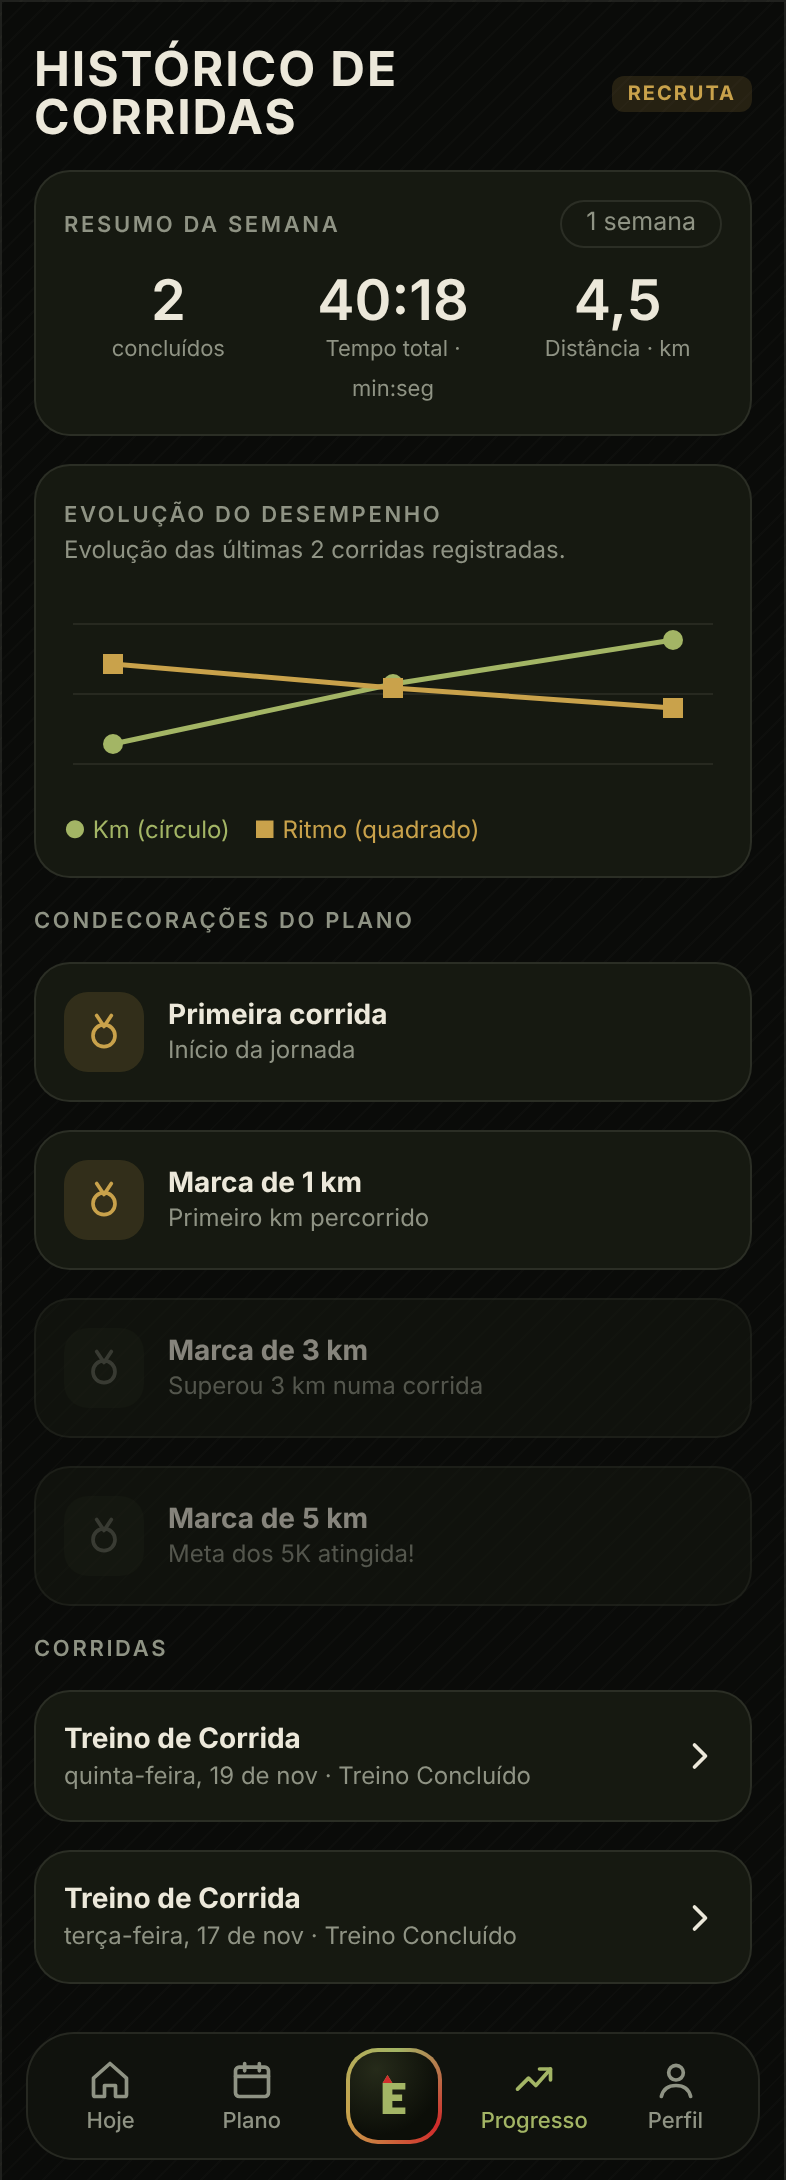 HISTÓRICO DE
CORRIDAS
RECRUTA
RESUMO DA SEMANA
1 semana
2
40:18
4,5
concluídos
Tempo total ·
min:seg
Distância · km
EVOLUÇÃO DO DESEMPENHO
Evolução das últimas 2 corridas registradas.
Km (círculo)
Ritmo (quadrado)
CONDECORAÇÕES DO PLANO
Primeira corrida
Início da jornada
Marca de 1 km
Primeiro km percorrido
Marca de 3 km
Superou 3 km numa corrida
Marca de 5 km
Meta dos 5K atingida!
CORRIDAS
Treino de Corrida
quinta-feira, 19 de nov · Treino Concluído
Treino de Corrida
terça-feira, 17 de nov · Treino Concluído
Hoje
Plano
E
Progresso
Perfil